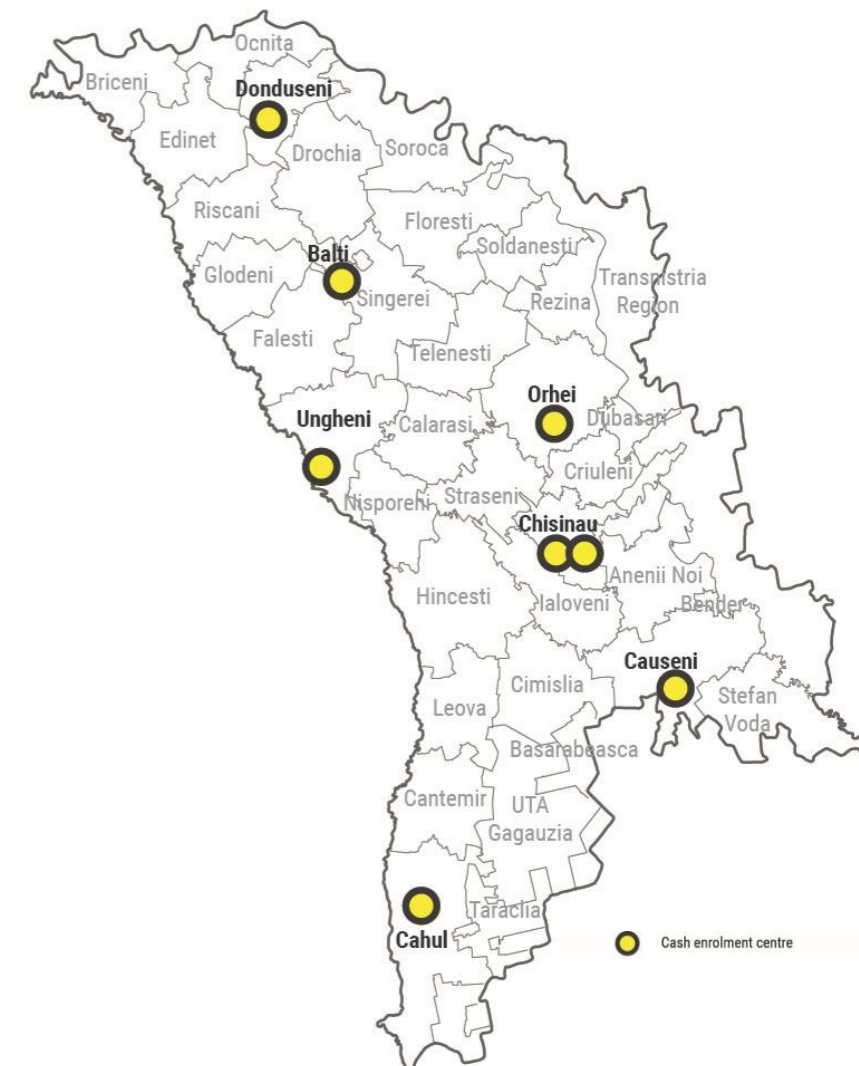 Ocnita
Briceni
Donduseni
Edinet
Drochia
Soroca
Riscani
Floresti
Soldanesti
Balti
Glodeni
Singerei
Rezina
Transnistria
Region
Falesti
Telenesti
Orhei
Ungheni
Calarasi
Dubasari
Criuleni
Nisporeni
Straseni
Chisinau
Anenii Noi
Hincesti
Ialoveni
Bender
Causeni
Cimislia
Stefan
Voda
Leova
Basarabeasca
Cantemir
UTA
Gagauzia
Taraclia
Cahul
Cash enrolment centre